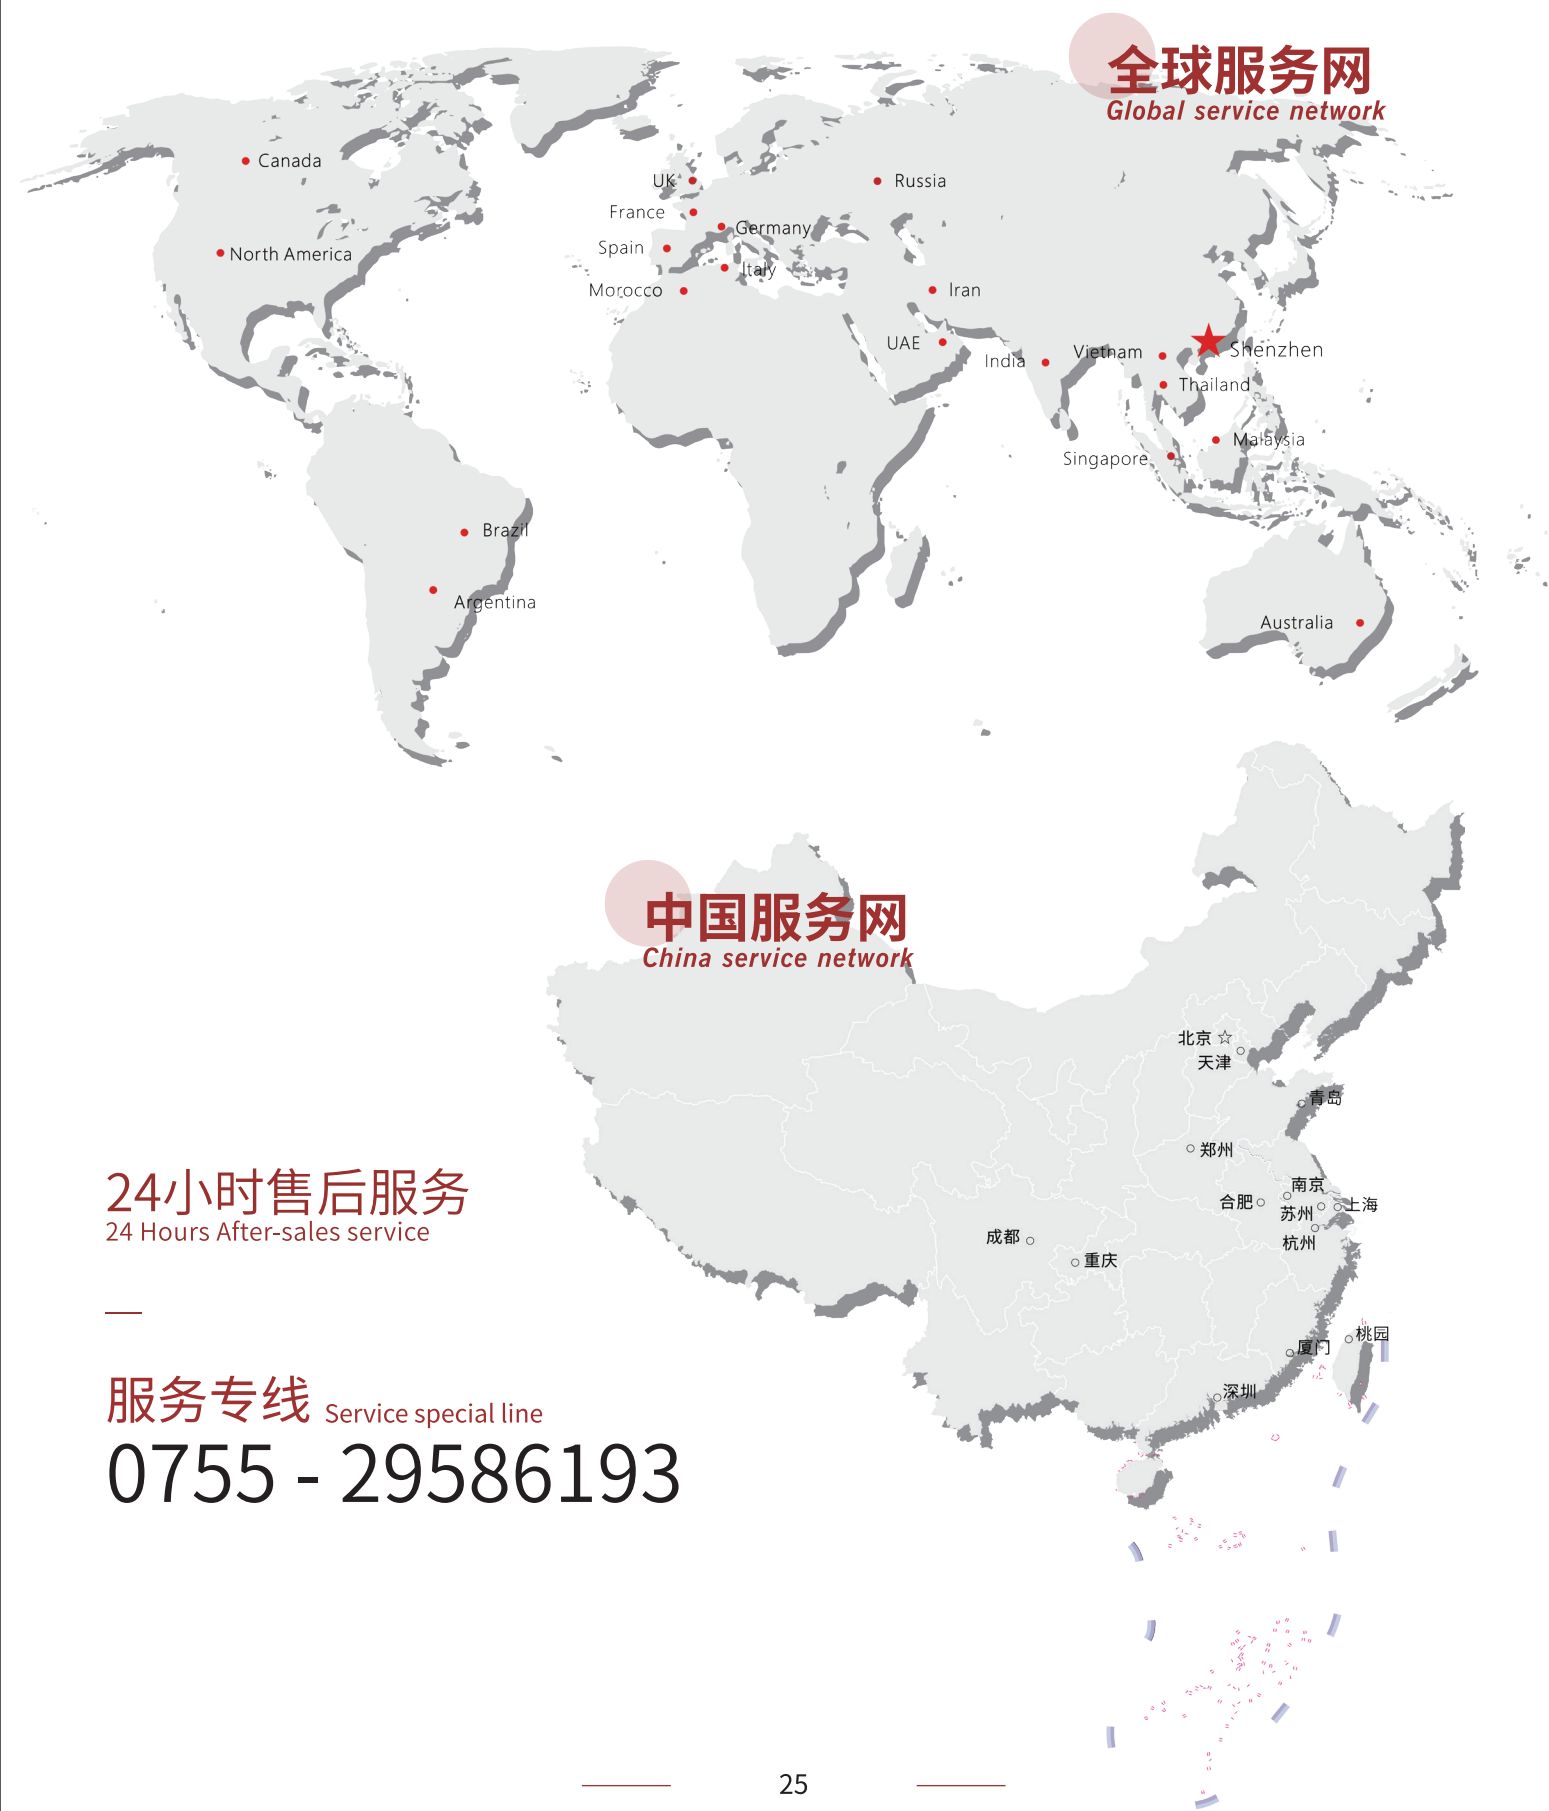 全球服务网
Global service network
Canada
UK
Russia
France
Germany
Spain
North America
Italy
Morocco
Iran
UAE
Shenzhen
Vietnam
India
Thailand
Malaysia
Singapore
Brazil
Argentina
Australia
中国服务网
China service network
北京
天津
青岛
郑州
南京
合肥
上海
苏州
成都
杭州
重庆
桃园
厦门
深圳
24小时售后服务
24 Hours After-sales service
服务专线 Service special line
0755 - 29586193
25